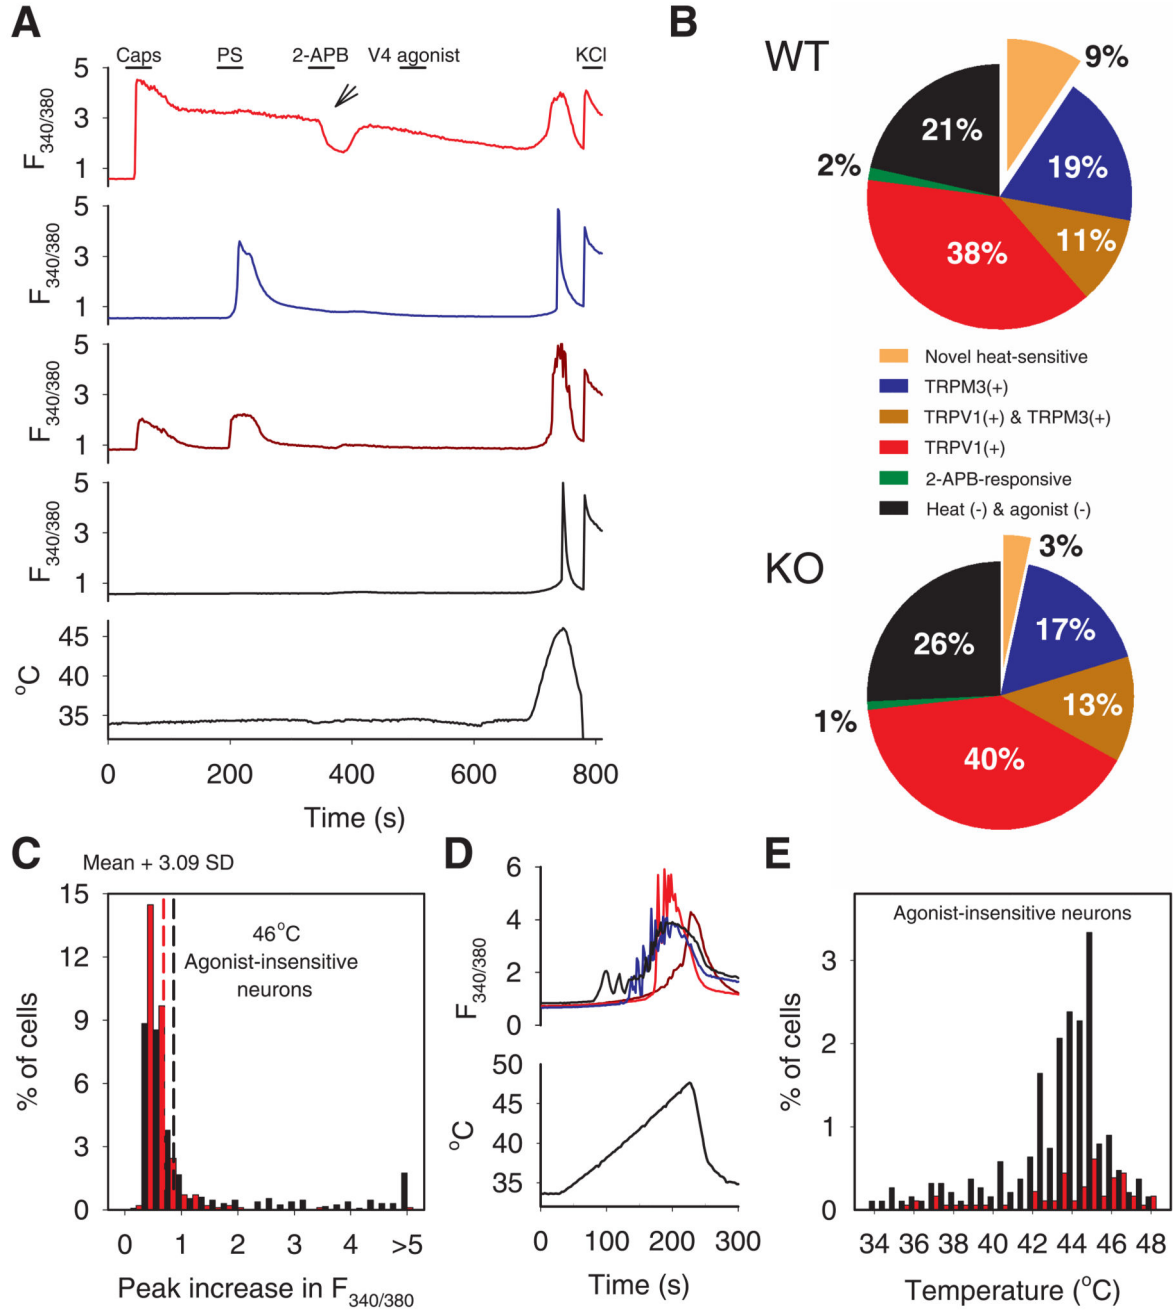 A
Caps PS 2-APB V4 agonist KCl
5
3
1
F340/380
5
3
1
F340/380
5
3
1
F340/380
5
3
1
F340/380
45
40
35
°C
0 200 400 600 800
Time (s)
B
WT
9%
19%
11%
38%
2%
21%
Novel heat-sensitive
TRPM3(+)
TRPV1(+) & TRPM3(+)
TRPV1(+)
2-APB-responsive
Heat (-) & agonist (-)
KO
3%
17%
13%
40%
1%
26%
C
Mean + 3.09 SD
15
12
9
6
3
0
% of cells
46°C
Agonist-insensitive
neurons
0 1 2 3 4 >5
Peak increase in F340/380
D
6
4
2
0
F340/380
50
45
40
35
°C
0 100 200 300
Time (s)
E
Agonist-insensitive neurons
3
2
1
0
% of cells
34 36 38 40 42 44 46 48
Temperature (°C)